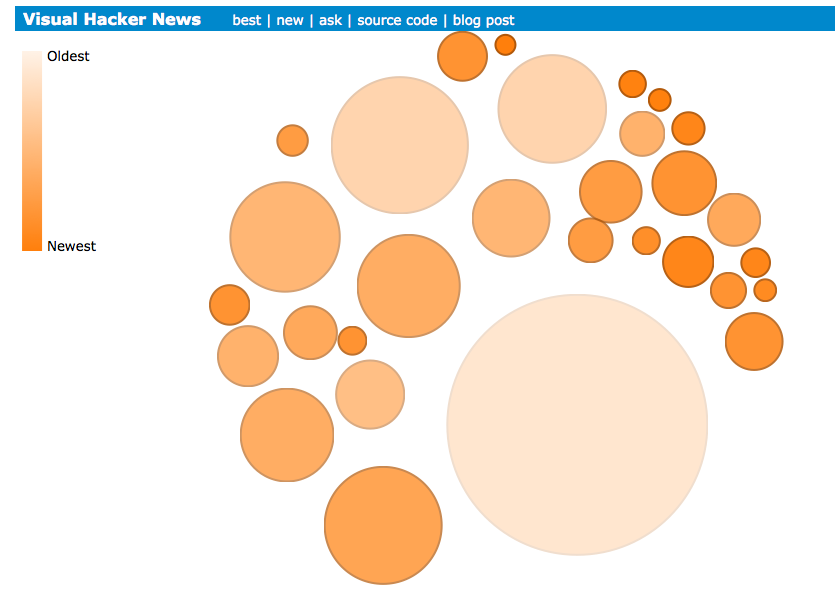 Visual Hacker News best | new | ask | source code | blog post
Oldest
Newest